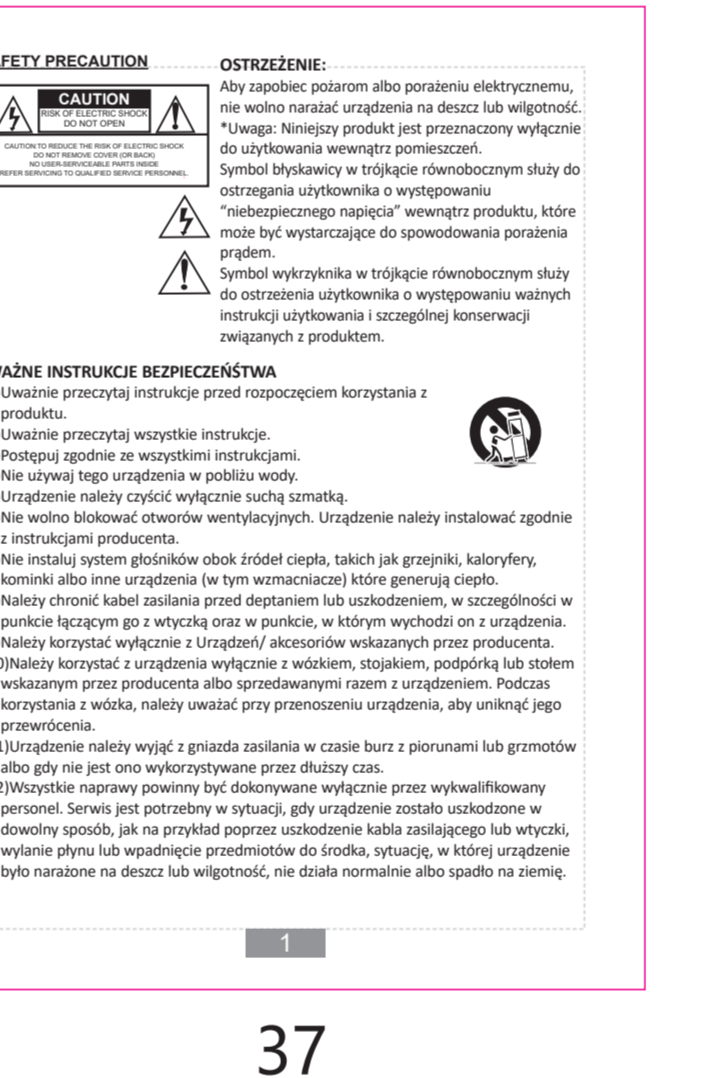 FETY PRECAUTION
CAUTION
RISK OF ELECTRIC SHOCK
DO NOT OPEN
CAUTION:TO REDUCE THE RISK OF ELECTRIC SHOCK
DO NOT REMOVE COVER (OR BACK)
NO USER-SERVICEABLE PARTS INSIDE
REFER SERVICING TO QUALIFIED SERVICE PERSONNEL.
OSTRZEŻENIE:
Aby zapobiec pożarom albo porażeniu elektrycznemu,
nie wolno narażać urządzenia na deszcz lub wilgotność.
*Uwaga: Niniejszy produkt jest przeznaczony wyłącznie
do użytkowania wewnątrz pomieszczeń.
Symbol błyskawicy w trójkącie równobocznym służy do
ostrzegania użytkownika o występowaniu
“niebezpiecznego napięcia” wewnątrz produktu, które
może być wystarczające do spowodowania porażenia
prądem.
Symbol wykrzyknika w trójkącie równobocznym służy
do ostrzeżenia użytkownika o występowaniu ważnych
instrukcji użytkowania i szczególnej konserwacji
związanych z produktem.
AŻNE INSTRUKCJE BEZPIECZEŃŚTWA
Uważnie przeczytaj instrukcje przed rozpoczęciem korzystania z
produktu.
Uważnie przeczytaj wszystkie instrukcje.
Postępuj zgodnie ze wszystkimi instrukcjami.
Nie używaj tego urządzenia w pobliżu wody.
Urządzenie należy czyścić wyłącznie suchą szmatką.
Nie wolno blokować otworów wentylacyjnych. Urządzenie należy instalować zgodnie
z instrukcjami producenta.
Nie instaluj system głośników obok źródeł ciepła, takich jak grzejniki, kaloryfery,
kominki albo inne urządzenia (w tym wzmacniacze) które generują ciepło.
Należy chronić kabel zasilania przed deptaniem lub uszkodzeniem, w szczególności w
punkcie łączącym go z wtyczką oraz w punkcie, w którym wychodzi on z urządzenia.
Należy korzystać wyłącznie z Urządzeń/ akcesoriów wskazanych przez producenta.
0)Należy korzystać z urządzenia wyłącznie z wózkiem, stojakiem, podpórką lub stołem
wskazanym przez producenta albo sprzedawanymi razem z urządzeniem. Podczas
korzystania z wózka, należy uważać przy przenoszeniu urządzenia, aby uniknąć jego
przewrócenia.
1)Urządzenie należy wyjąć z gniazda zasilania w czasie burz z piorunami lub grzmotów
albo gdy nie jest ono wykorzystywane przez dłuższy czas.
2)Wszystkie naprawy powinny być dokonywane wyłącznie przez wykwalifikowany
personel. Serwis jest potrzebny w sytuacji, gdy urządzenie zostało uszkodzone w
dowolny sposób, jak na przykład poprzez uszkodzenie kabla zasilającego lub wtyczki,
wylanie płynu lub wpadnięcie przedmiotów do środka, sytuację, w której urządzenie
było narażone na deszcz lub wilgotność, nie działa normalnie albo spadło na ziemię.
1
37